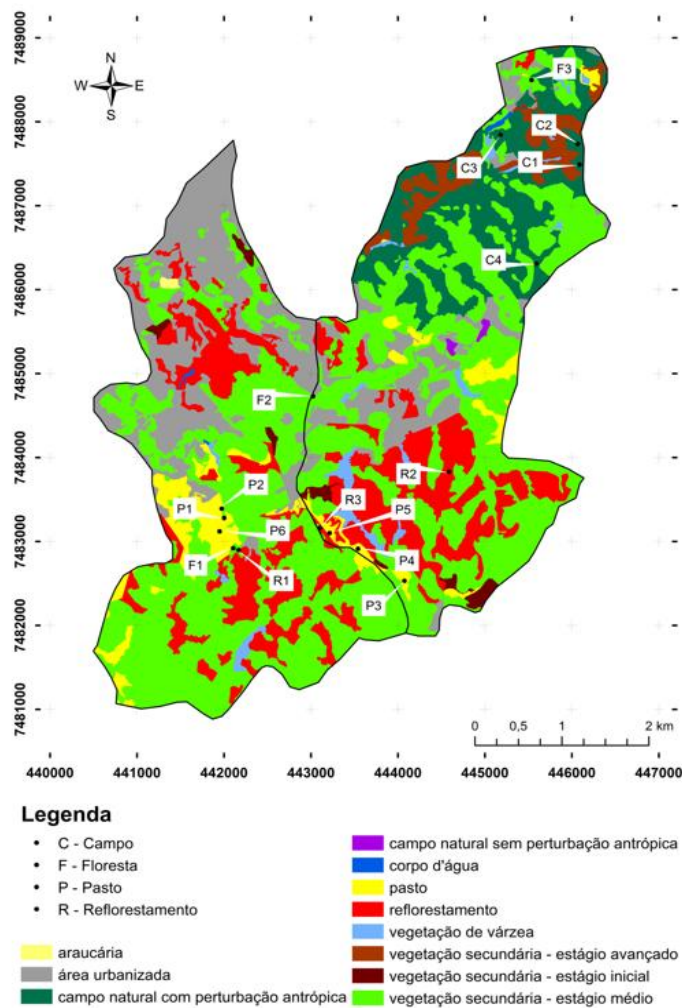 7489000
7488000
7487000
7486000
7485000
7484000
7483000
7482000
7481000
N
W E
S
F3
C2
C3
C1
C4
F2
R2
P2
R3
P1
P5
P6
P4
F1
R1
P3
0 0,5 1 2 km
440000 441000 442000 443000 444000 445000 446000 447000
Legenda
C - Campo
F - Floresta
P - Pasto
R - Reflorestamento
araucária
área urbanizada
campo natural com perturbação antrópica
campo natural sem perturbação antrópica
corpo d'água
pasto
reflorestamento
vegetação de várzea
vegetação secundária - estágio avançado
vegetação secundária - estágio inicial
vegetação secundária - estágio médio